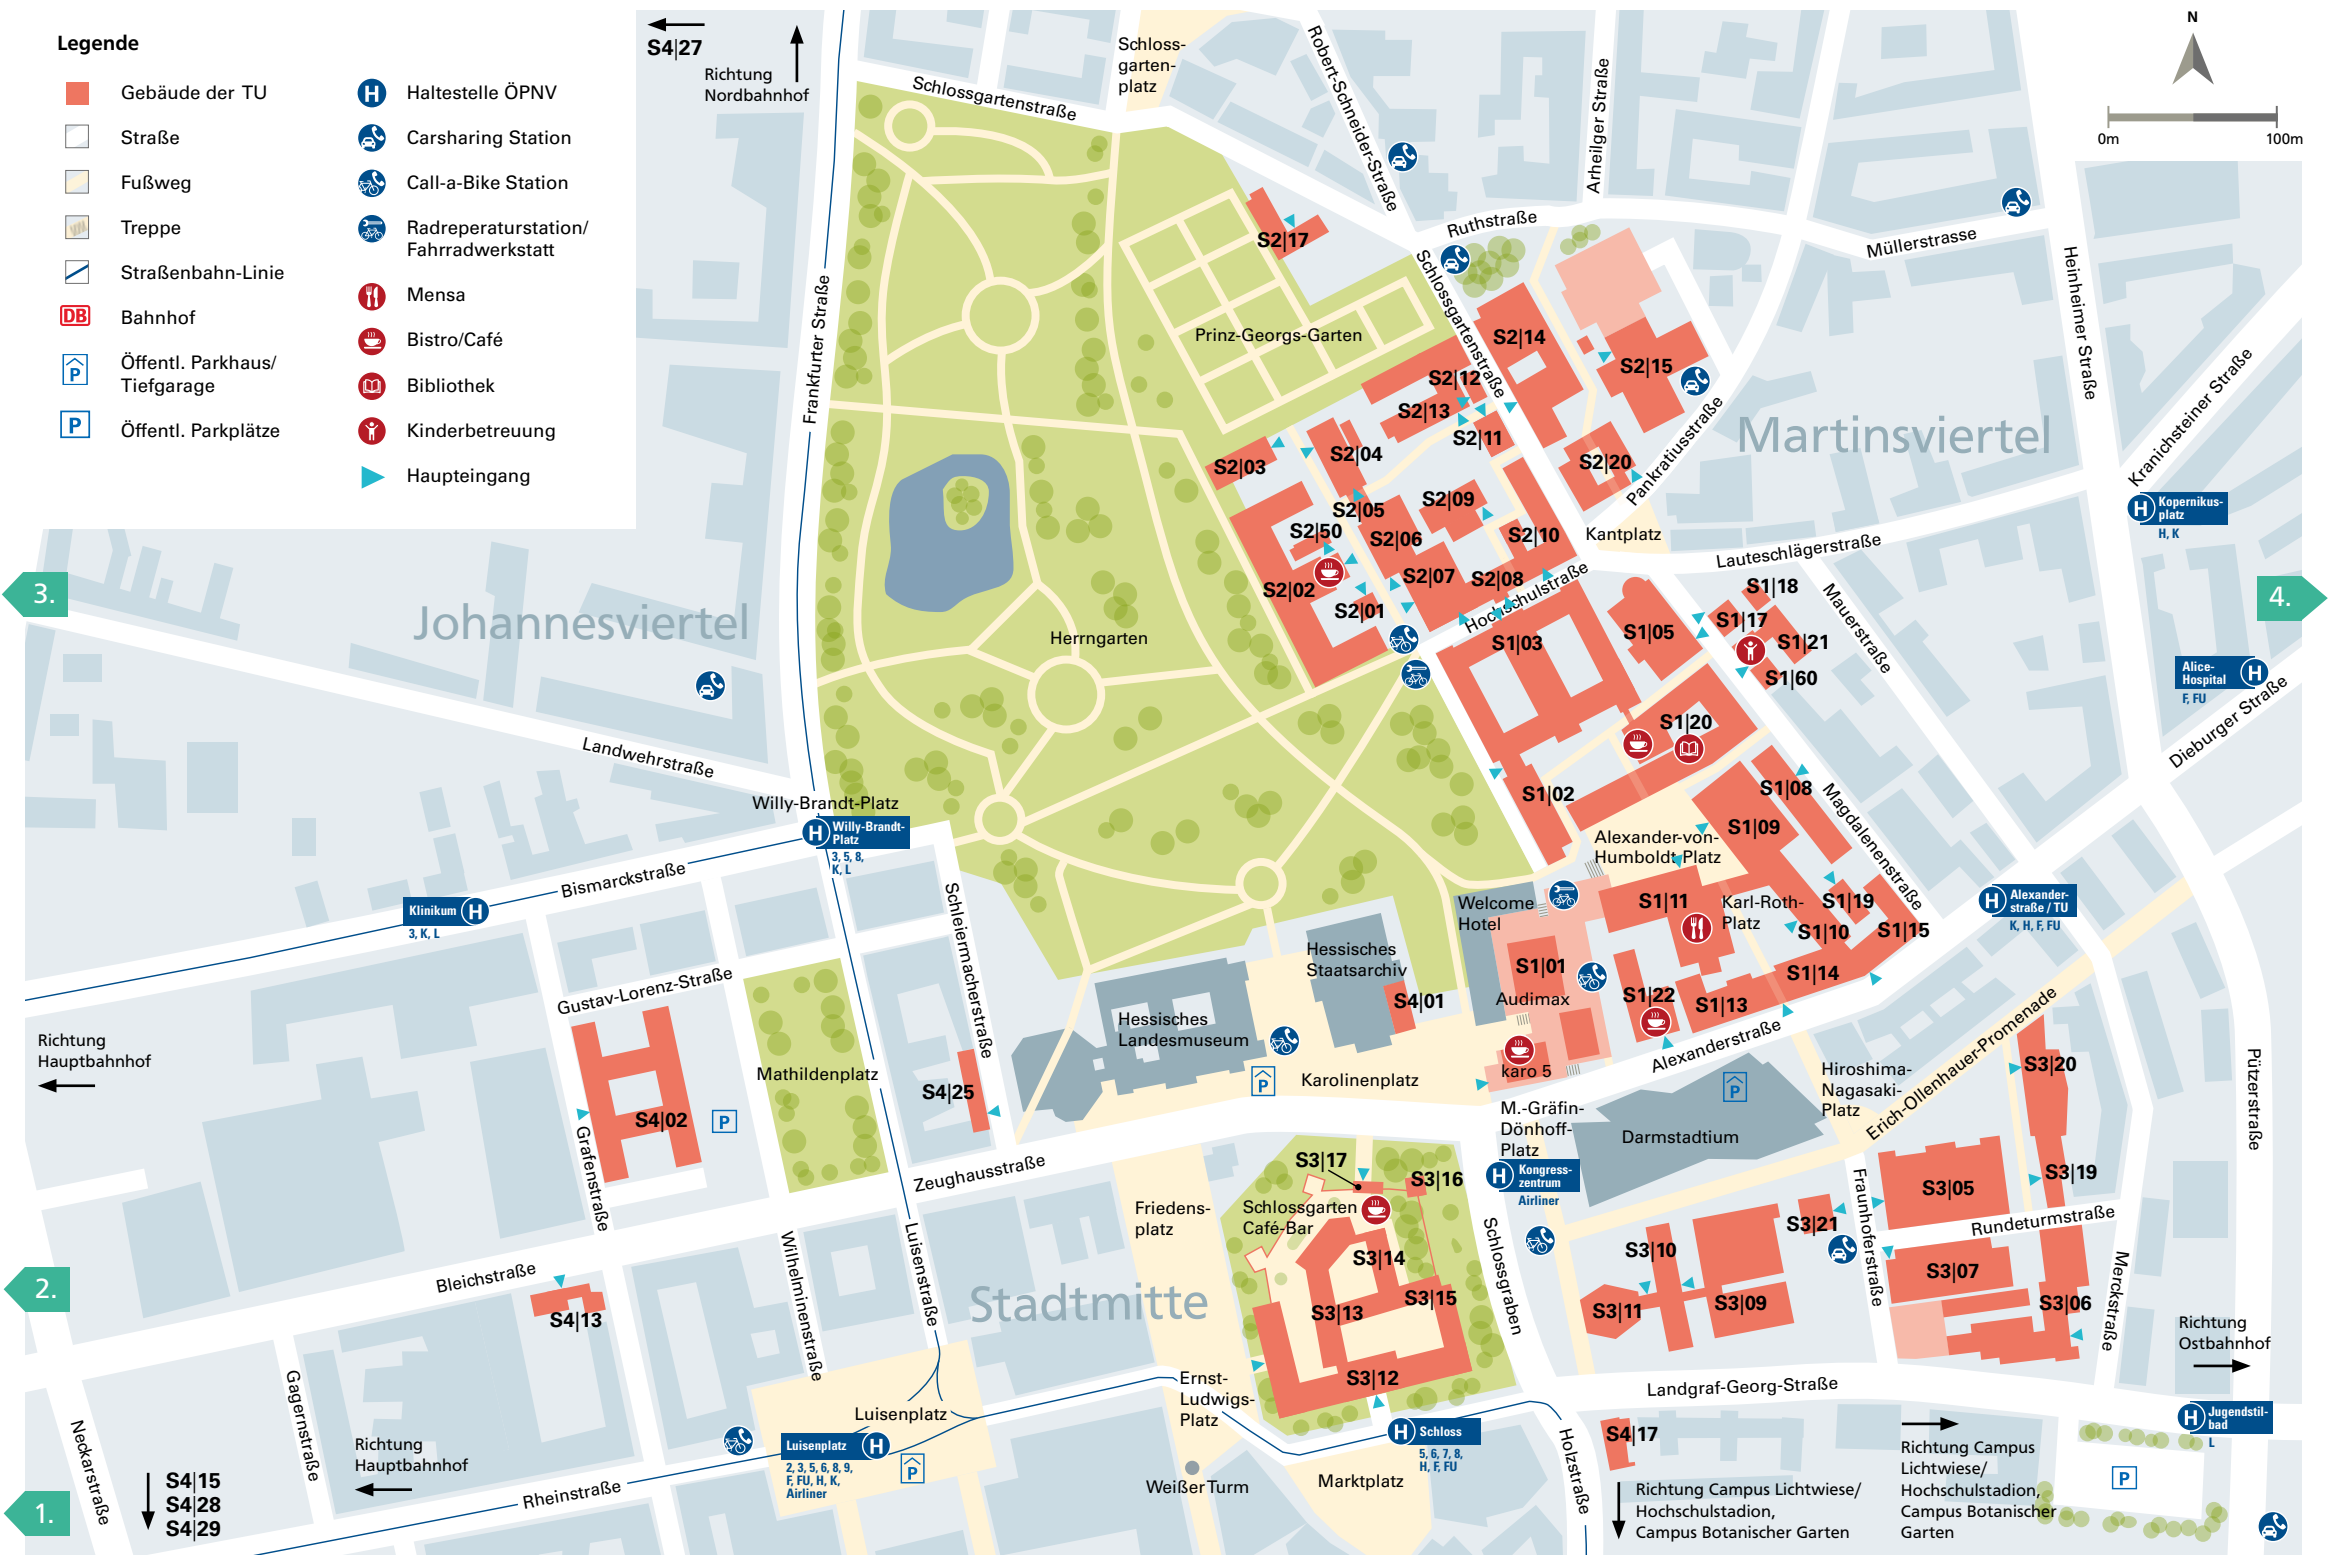 Legende
Gebäude der TU
Straße
Fußweg
Treppe
Straßenbahn-Linie
DB
Bahnhof
P
Öffentl. Parkhaus/
Tiefgarage
P
Öffentl. Parkplätze
H
Haltestelle ÖPNV
Carsharing Station
Call-a-Bike Station
Radreperaturstation/
Fahrradwerkstatt
Mensa
Bistro/Café
Bibliothek
Kinderbetreuung
Haupteingang
S4|27
Richtung
Nordbahnhof
Schloss-
garten-
platz
Schlossgartenstraße
Robert-Schneider-Straße
Arheilger Straße
N
0m
100m
Ruthstraße
Müllerstrasse
Heinheimer Straße
Kranichsteiner Straße
S2|17
Prinz-Georgs-Garten
Schlossgartenstraße
Frankfurter Straße
S2|14
S2|15
S2|12
S2|13
S2|11
S2|20
Pankratiusstraße
Martinsviertel
S2|03
S2|04
S2|05
S2|09
S2|50
S2|06
S2|10
S2|07
S2|08
S2|02
S2|01
Kantplatz
Hochschulstraße
Lauteschlägerstraße
H
Kopernikus-
platz
H, K
3.
4.
Johannesviertel
Herrngarten
S1|03
S1|05
S1|18
S1|17
S1|21
S1|60
Mauerstraße
Alice-
Hospital
H
F, FU
Dieburger Straße
S1|20
Landwehrstraße
S1|02
S1|08
S1|09
Magdalenenstraße
Willy-Brandt-Platz
H
Willy-Brandt-
Platz
3, 5, 8,
K, L
Alexander-von-
Humboldt-Platz
Bismarckstraße
Klinikum
H
3, K, L
Schleiermacherstraße
Welcome
Hotel
S1|11
Karl-Roth-
Platz
S1|19
S1|10
S1|15
H
Alexander-
straße / TU
K, H, F, FU
Hessisches
Staatsarchiv
S1|01
Audimax
S1|14
S1|22
S1|13
S4|01
Gustav-Lorenz-Straße
Hessisches
Landesmuseum
Richtung
Hauptbahnhof
Mathildenplatz
S4|25
S4|02
P
P
Karolinenplatz
karo 5
Alexanderstraße
P
Hiroshima-
Nagasaki-
Platz
Erich-Ollenhauer-Promenade
S3|20
Pützerstraße
M.-Gräfin-
Dönhoff-
Platz
Darmstadtium
Grafenstraße
Zeughausstraße
S3|17
S3|16
H
Kongress-
zentrum
Airliner
S3|05
S3|19
Friedens-
platz
Schlossgarten
Café-Bar
S3|21
Rundeturmstraße
Fraunhoferstraße
S3|14
S3|10
S3|07
Bleichstraße
Wilhelminenstraße
Luisenstraße
Stadtmitte
Schlossgraben
2.
S4|13
S3|13
S3|15
S3|11
S3|09
S3|06
Merckstraße
Richtung
Ostbahnhof
S3|12
Ernst-
Ludwigs-
Platz
Landgraf-Georg-Straße
Gagernstraße
Neckarstraße
Luisenplatz
Luisenplatz
H
2, 3, 5, 6, 8, 9,
F, FU, H, K,
Airliner
P
H
Schloss
5, 6, 7, 8,
H, F, FU
Holzstraße
S4|17
H
Jugendstil-
bad
L
Richtung
Hauptbahnhof
S4|15
S4|28
S4|29
Rheinstraße
Weißer Turm
Marktplatz
Richtung Campus Lichtwiese/
Hochschulstadion,
Campus Botanischer Garten
Richtung Campus
Lichtwiese/
Hochschulstadion,
Campus Botanischer
Garten
P
1.